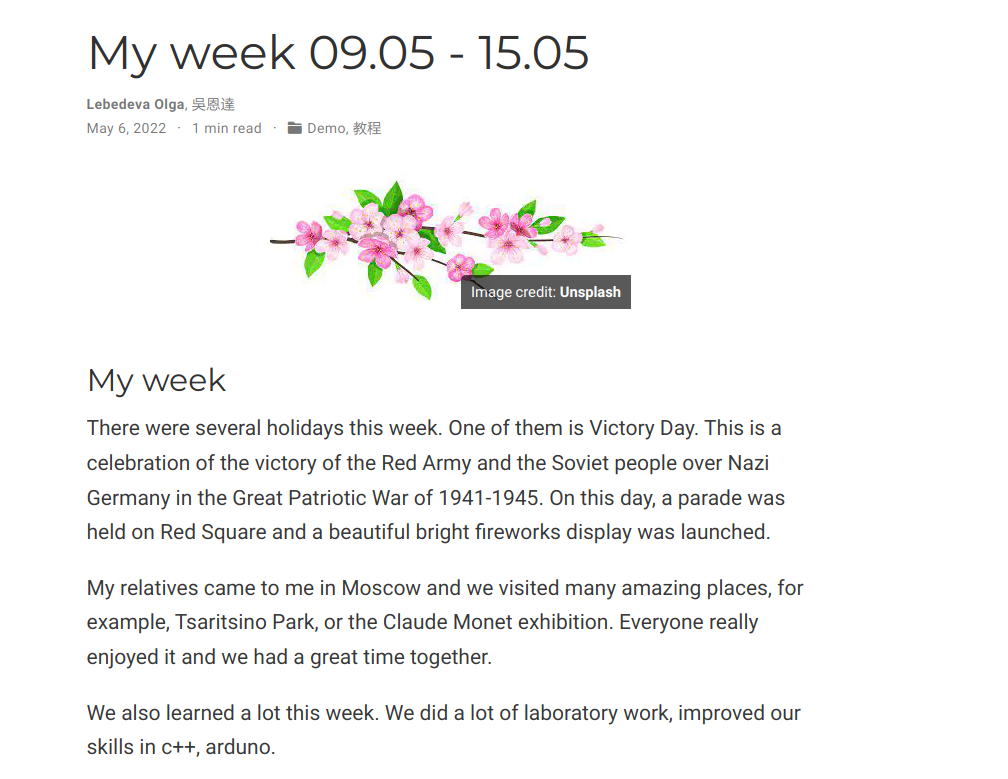 My week 09.05 - 15.05
Lebedeva Olga, 吳恩達
May 6, 2022 · 1 min read · Demo, 教程
Image credit: Unsplash
My week
There were several holidays this week. One of them is Victory Day. This is a
celebration of the victory of the Red Army and the Soviet people over Nazi
Germany in the Great Patriotic War of 1941-1945. On this day, a parade was
held on Red Square and a beautiful bright fireworks display was launched.
My relatives came to me in Moscow and we visited many amazing places, for
example, Tsaritsino Park, or the Claude Monet exhibition. Everyone really
enjoyed it and we had a great time together.
We also learned a lot this week. We did a lot of laboratory work, improved our
skills in c++, arduno.